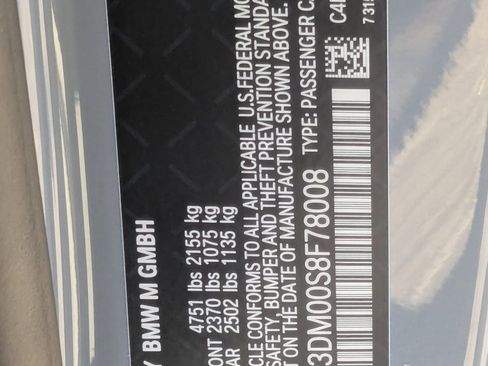 Y BMW M GMBH
4751 lbs 2155 kg
ONT 2370 lbs 1075 kg
AR 2502 lbs 1135 kg
CLE CONFORMS TO ALL APPLICABLE U.S.FEDERAL MO
SAFETY, BUMPER AND THEFT PREVENTION STANDA
T ON THE DATE OF MANUFACTURE SHOWN ABOVE.
3DM00S8F78008 TYPE: PASSENGER CA